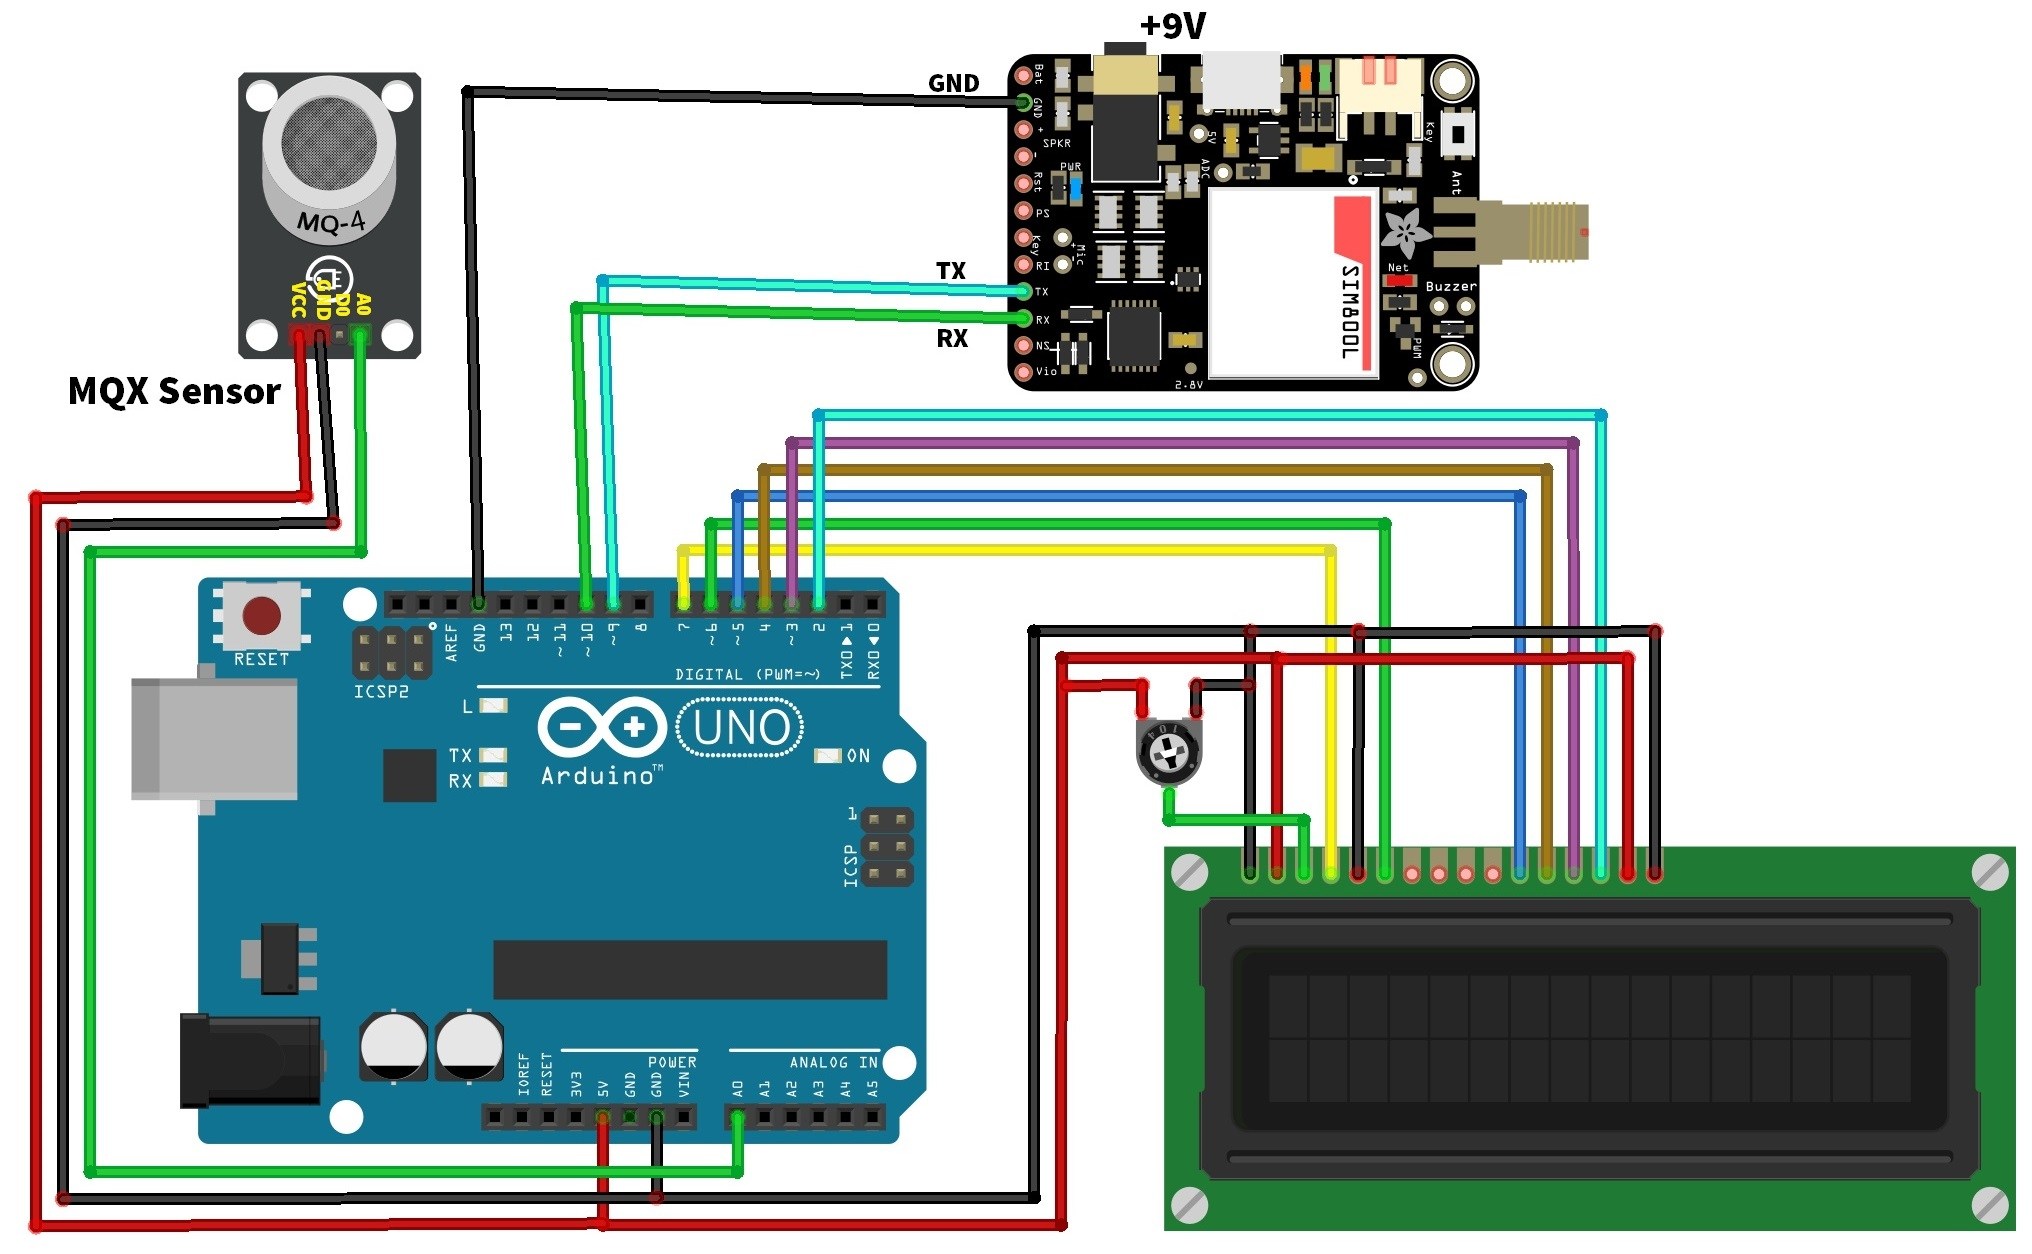 +9V
GND
Bat
GND
+
-
SPKR
PWR
Rst
PS
Key
RI
TX
RX
NS
Vio
Mic
+
-
5V
ADC
2.8V
Key
Ant
Net
Buzzer
PWM
SIM800L
TX
RX
MQ-4
VCC
GND
D0
A0
MQX Sensor
RESET
ICSP2
AREF
GND
13
12
~11
~10
~9
8
7
~6
~5
4
~3
2
TX0▶1
RX0◀0
DIGITAL (PWM=~)
L
TX
RX
UNO
Arduino™
ON
1
ICSP
104
IOREF
RESET
3V3
5V
GND
GND
VIN
POWER
ANALOG IN
A0
A1
A2
A3
A4
A5